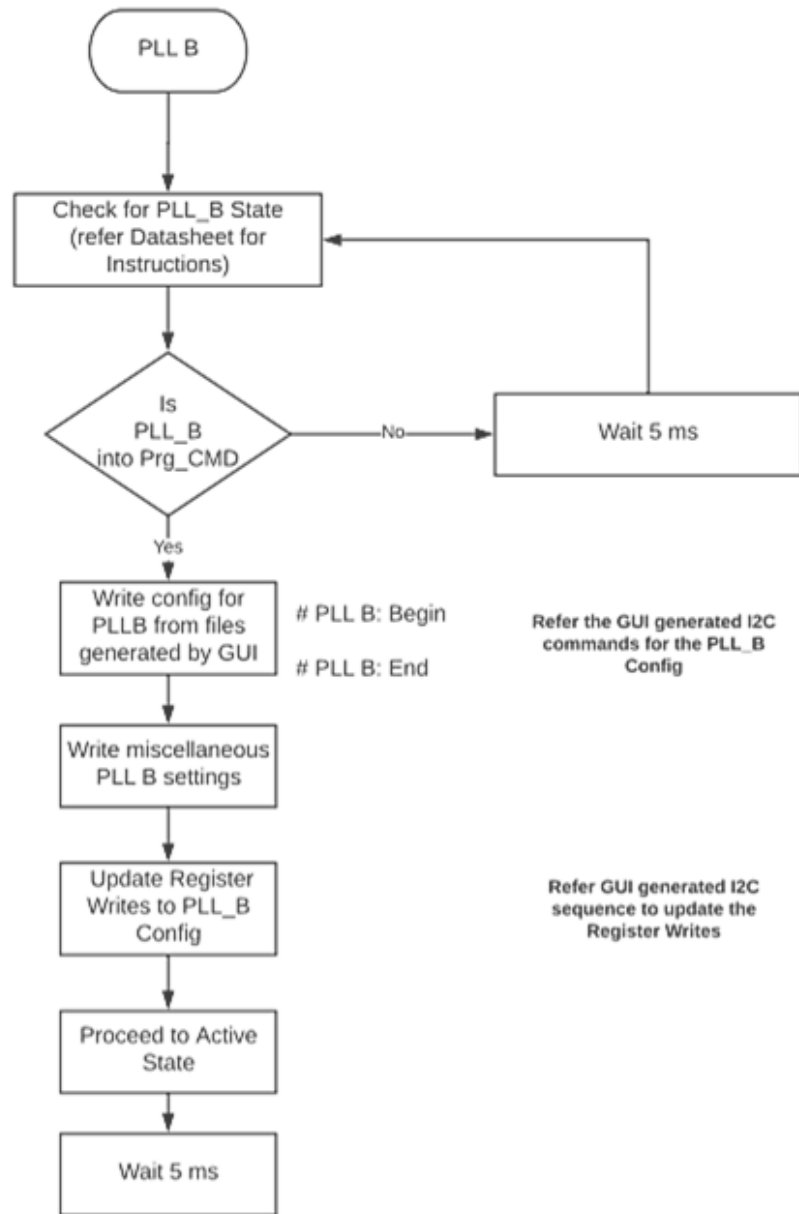 PLL B
Check for PLL_B State
(refer Datasheet for
Instructions)
Is
PLL_B
into Prg_CMD
No
Wait 5 ms
Yes
Write config for
PLLB from files
generated by GUI
# PLL B: Begin
# PLL B: End
Refer the GUI generated I2C
commands for the PLL_B
Config
Write miscellaneous
PLL B settings
Update Register
Writes to PLL_B
Config
Refer GUI generated I2C
sequence to update the
Register Writes
Proceed to Active
State
Wait 5 ms